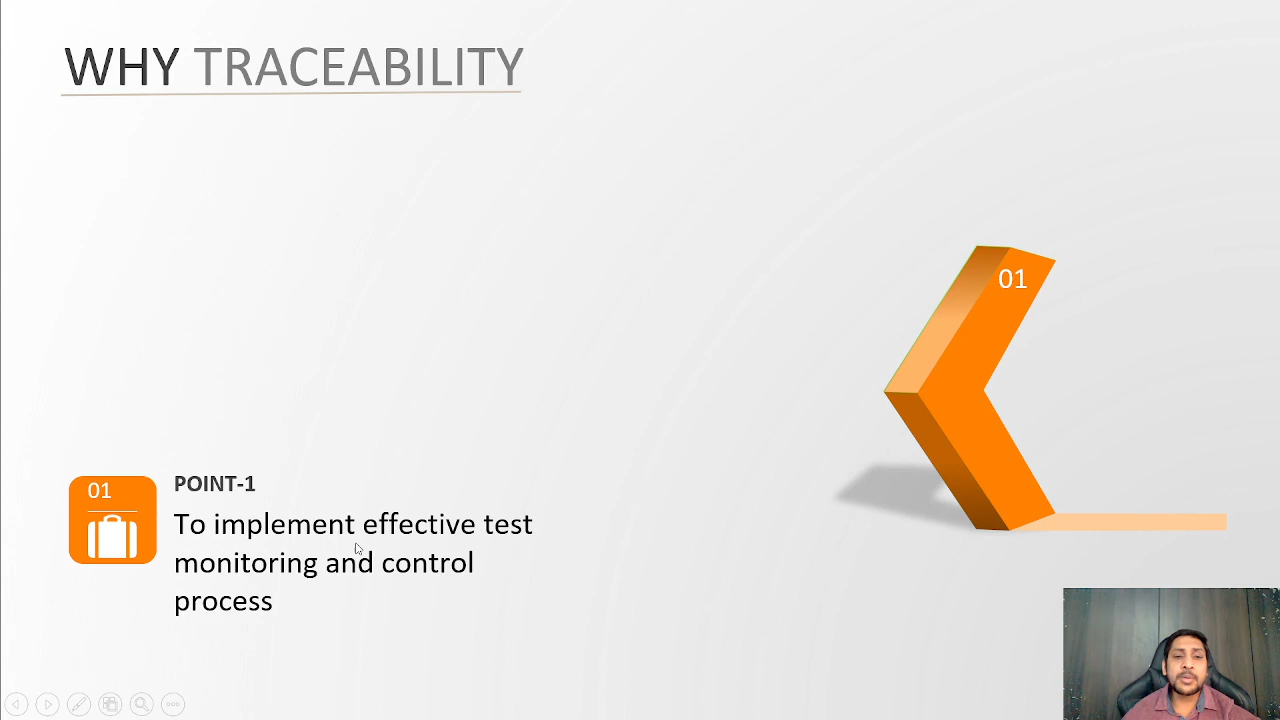 WHY TRACEABILITY
01
01
POINT-1
To implement effective test
monitoring and control
process